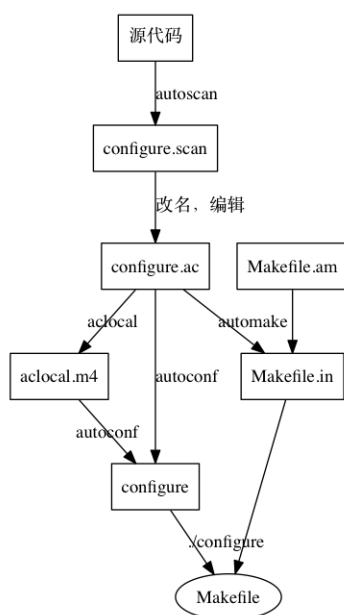 源代码
autoscan
configure.scan
改名，编辑
configure.ac
Makefile.am
aclocal
automake
aclocal.m4
autoconf
Makefile.in
autoconf
configure
./configure
Makefile